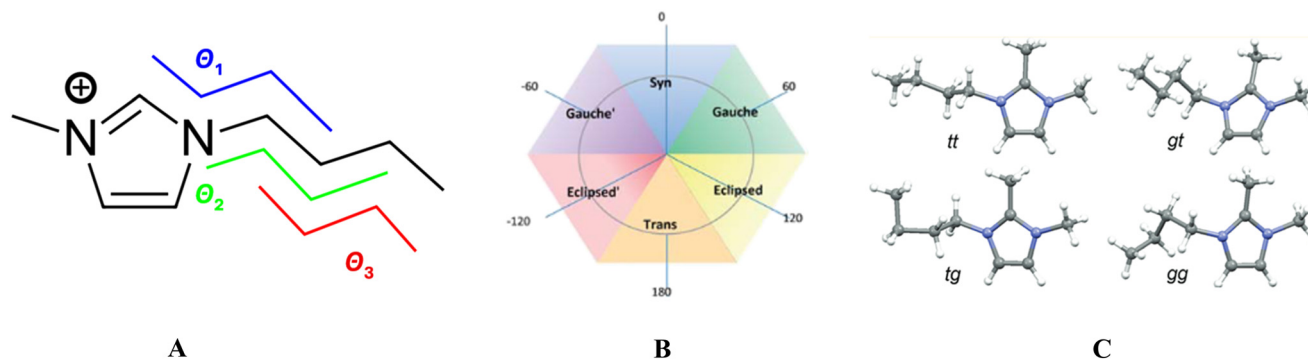 Θ1
⊕
N
N
Θ2
Θ3
A
0
-60
60
Syn
Gauche'
Gauche
Eclipsed'
Eclipsed
-120
120
Trans
180
B
tt
gt
tg
gg
C